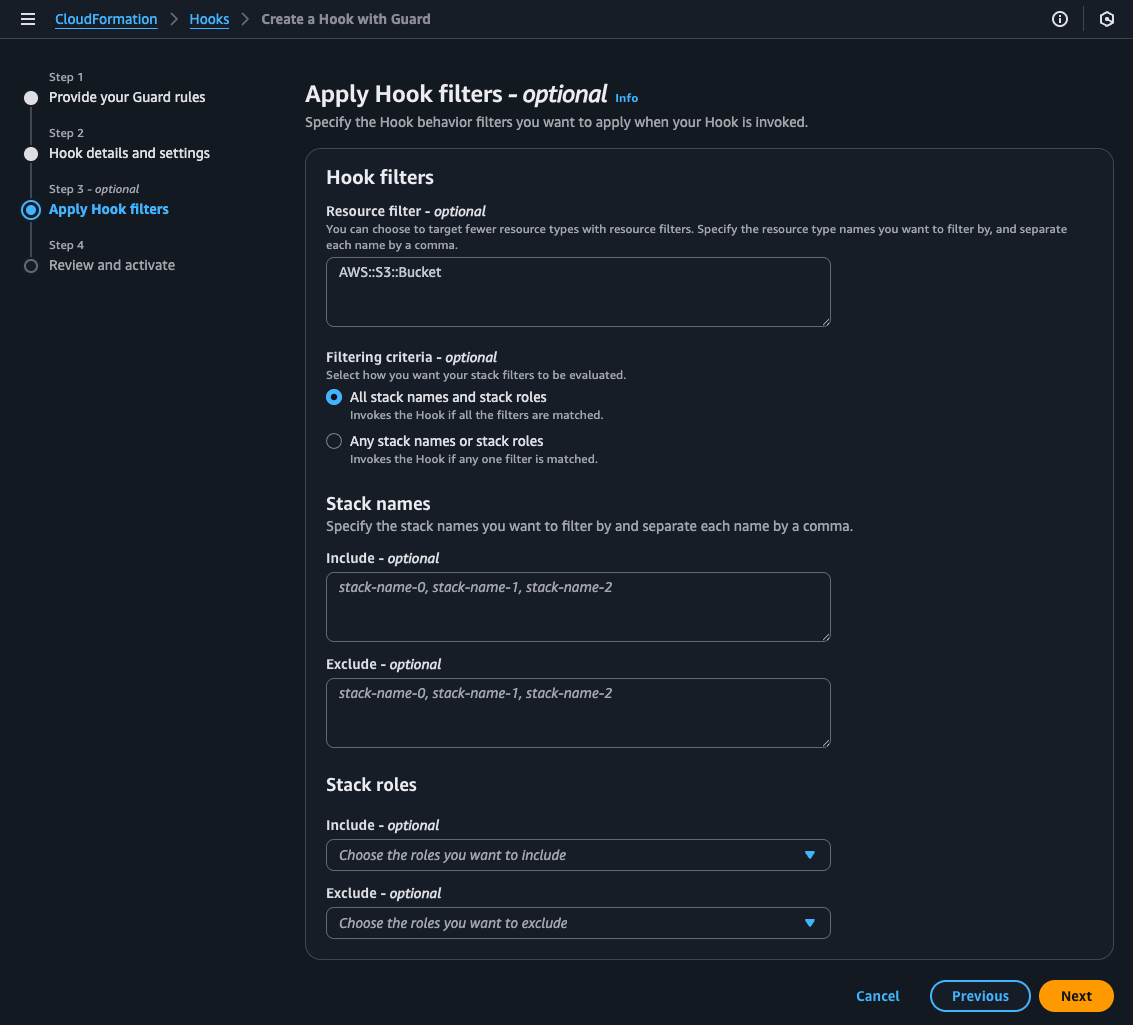 CloudFormation > Hooks > Create a Hook with Guard
Step 1
Provide your Guard rules
Step 2
Hook details and settings
Step 3 - optional
Apply Hook filters
Step 4
Review and activate
Apply Hook filters - optional Info
Specify the Hook behavior filters you want to apply when your Hook is invoked.
Hook filters
Resource filter - optional
You can choose to target fewer resource types with resource filters. Specify the resource type names you want to filter by, and separate
each name by a comma.
AWS::S3::Bucket
Filtering criteria - optional
Select how you want your stack filters to be evaluated.
All stack names and stack roles
Invokes the Hook if all the filters are matched.
Any stack names or stack roles
Invokes the Hook if any one filter is matched.
Stack names
Specify the stack names you want to filter by and separate each name by a comma.
Include - optional
stack-name-0, stack-name-1, stack-name-2
Exclude - optional
stack-name-0, stack-name-1, stack-name-2
Stack roles
Include - optional
Choose the roles you want to include
Exclude - optional
Choose the roles you want to exclude
Cancel
Previous
Next